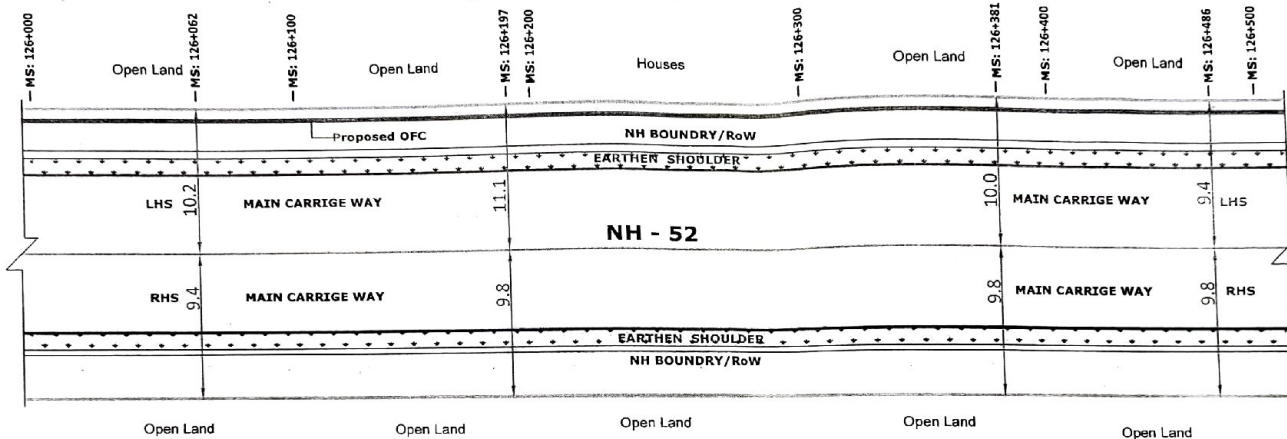 MS: 126+000
MS: 126+062
MS: 126+100
MS: 126+197
MS: 126+200
MS: 126+300
MS: 126+381
MS: 126+400
MS: 126+486
MS: 126+500
Open Land
Open Land
Houses
Open Land
Open Land
Proposed OFC
NH BOUNDRY/RoW
EARTHEN SHOULDER
LHS
10.2
MAIN CARRIGE WAY
11.1
10.0
MAIN CARRIGE WAY
9.4
LHS
NH - 52
RHS
9.4
MAIN CARRIGE WAY
9.8
9.8
MAIN CARRIGE WAY
9.8
RHS
EARTHEN SHOULDER
NH BOUNDRY/RoW
Open Land
Open Land
Open Land
Open Land
Open Land